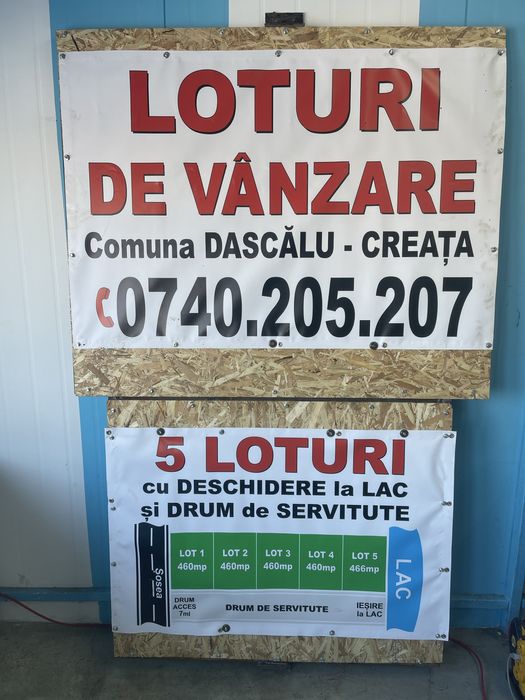 LOTURI
DE VÂNZARE
Comuna DASCĂLU - CREAȚA
0740.205.207
5 LOTURI
cu DESCHIDERE la LAC
și DRUM de SERVITUTE
Șosea
LOT 1 LOT 2 LOT 3 LOT 4 LOT 5
460mp 460mp 460mp 460mp 466mp
LAC
DRUM
ACCES
7ml
DRUM DE SERVITUTE
IEȘIRE
la LAC